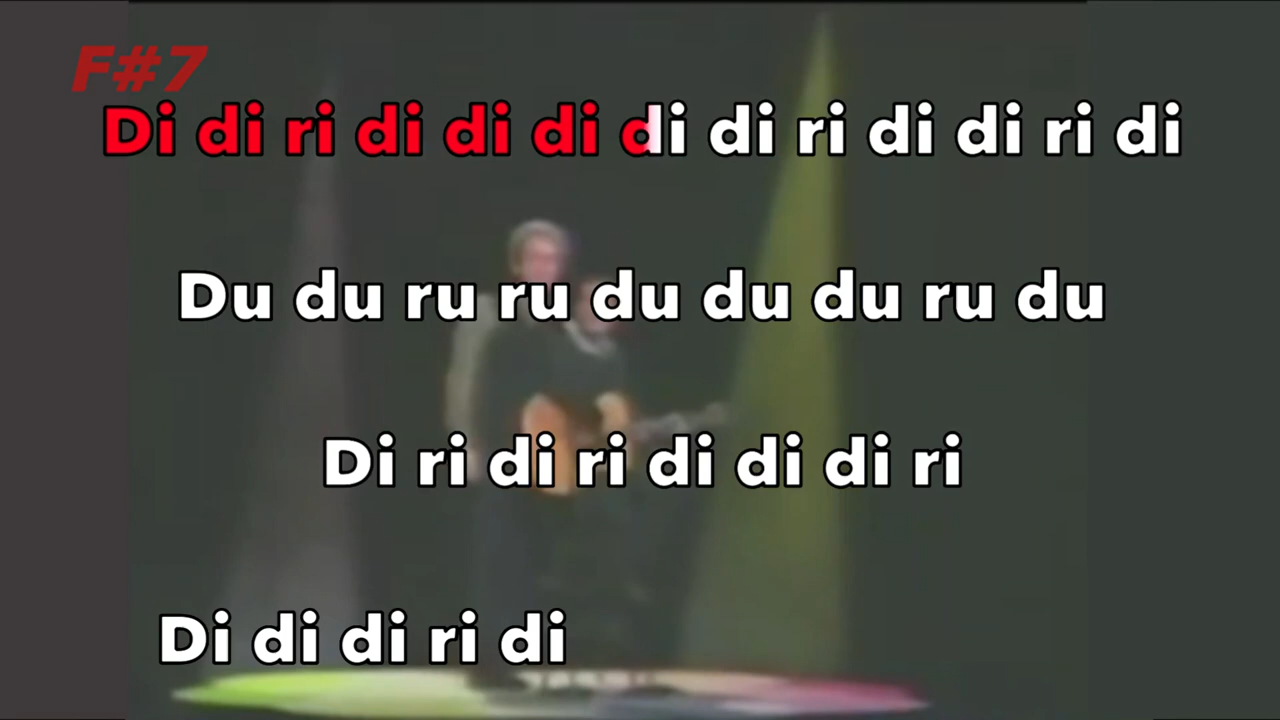 F#7
Di di ri di di di di di ri di di ri di
Du du ru ru du du du ru du
Di ri di ri di di di ri
Di di di ri di